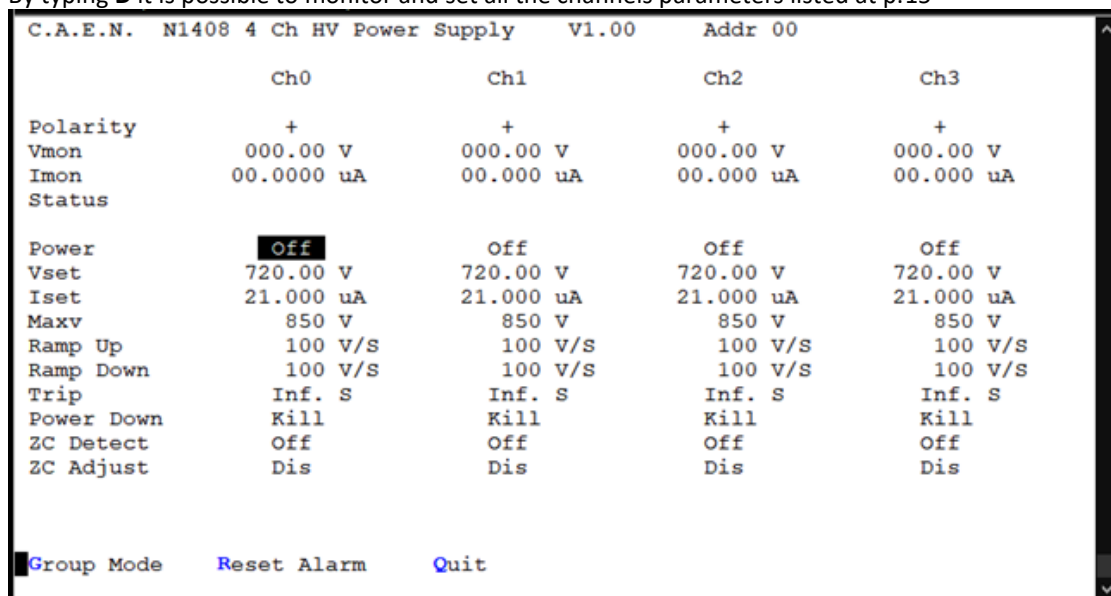 By typing D it is possible to monitor and set all the channels parameters listed at p.15
C.A.E.N. N1408 4 Ch HV Power Supply V1.00 Addr 00
Ch0 Ch1 Ch2 Ch3
Polarity + + + +
Vmon 000.00 V 000.00 V 000.00 V 000.00 V
Imon 00.0000 uA 00.000 uA 00.000 uA 00.000 uA
Status
Power Off Off Off Off
Vset 720.00 V 720.00 V 720.00 V 720.00 V
Iset 21.000 uA 21.000 uA 21.000 uA 21.000 uA
Maxv 850 V 850 V 850 V 850 V
Ramp Up 100 V/S 100 V/S 100 V/S 100 V/S
Ramp Down 100 V/S 100 V/S 100 V/S 100 V/S
Trip Inf. S Inf. S Inf. S Inf. S
Power Down Kill Kill Kill Kill
ZC Detect Off Off Off Off
ZC Adjust Dis Dis Dis Dis
Group Mode Reset Alarm Quit